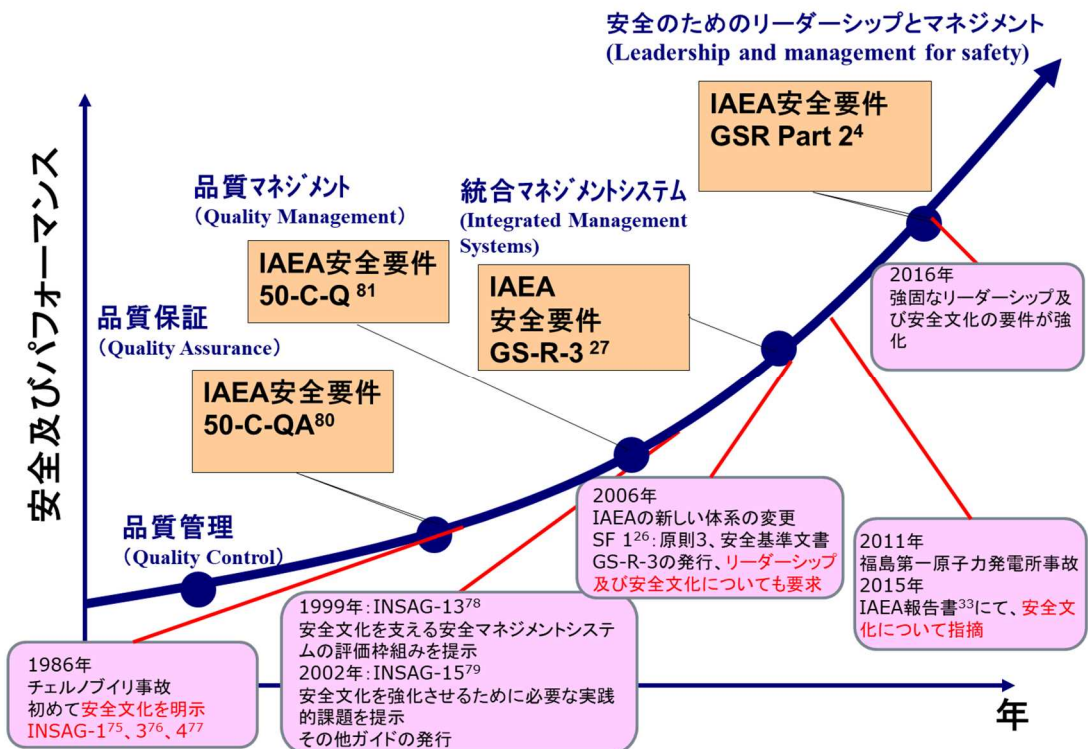 安全のためのリーダーシップとマネジメント
(Leadership and management for safety)
IAEA安全要件
GSR Part 2⁴
安全及びパフォーマンス
品質マネジメント
（Quality Management）
統合マネジメントシステム
(Integrated Management
Systems)
IAEA安全要件
50-C-Q ⁸¹
IAEA
安全要件
GS-R-3 ²⁷
2016年
強固なリーダーシップ及
び安全文化の要件が強
化
品質保証
（Quality Assurance）
IAEA安全要件
50-C-QA⁸⁰
品質管理
（Quality Control）
2006年
IAEAの新しい体系の変更
SF 1²⁶：原則3、安全基準文書
GS-R-3の発行、リーダーシップ
及び安全文化についても要求
2011年
福島第一原子力発電所事故
2015年
IAEA報告書³³にて、安全文
化について指摘
1999年：INSAG-13⁷⁸
安全文化を支える安全マネジメントシステ
ムの評価枠組みを提示
2002年：INSAG-15⁷⁹
安全文化を強化させるために必要な実践
的課題を提示
その他ガイドの発行
1986年
チェルノブイリ事故
初めて安全文化を明示
INSAG-1⁷⁵、3⁷⁶、4⁷⁷
年